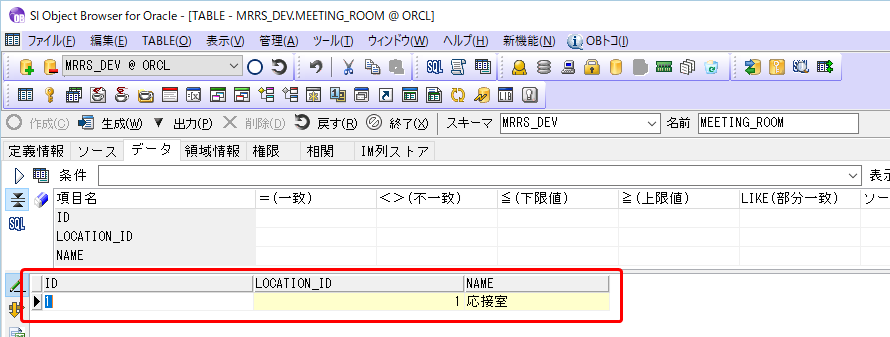 SI Object Browser for Oracle - [TABLE - MRRS_DEV.MEETING_ROOM @ ORCL]
ファイル(F) 編集(E) TABLE(O) 表示(V) 管理(A) ツール(T) ウィンドウ(W) ヘルプ(H) 新機能(N) OBトコ(I)
MRRS_DEV @ ORCL SQL
作成(C) 生成(W) 出力(P) 削除(D) 戻す(R) 終了(X) スキーマ MRRS_DEV 名前 MEETING_ROOM
定義情報 ソース データ 領域情報 権限 相関 IM列ストア
条件 表示
項目名 =(一致) <>(不一致) ≦(下限値) ≧(上限値) LIKE(部分一致) ソー
SQL ID
LOCATION_ID
NAME
ID LOCATION_ID NAME
1 1 応接室